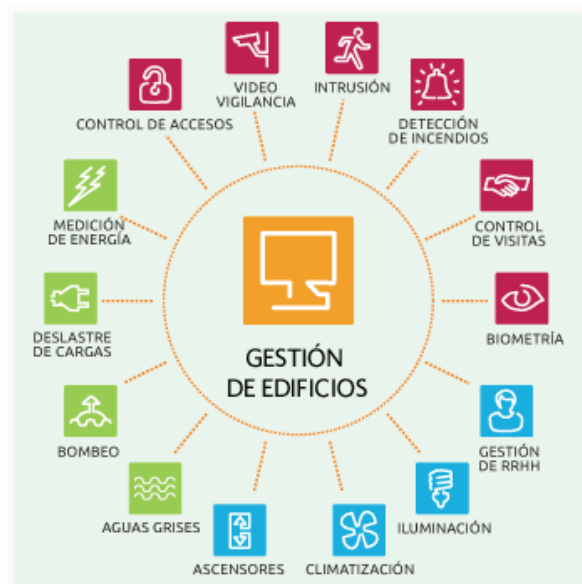 VIDEO
VIGILANCIA
INTRUSIÓN
CONTROL DE ACCESOS
DETECCIÓN
DE INCENDIOS
MEDICIÓN
DE ENERGÍA
CONTROL
DE VISITAS
DESLASTRE
DE CARGAS
BIOMETRÍA
GESTIÓN
DE EDIFICIOS
BOMBEO
GESTIÓN
DE RRHH
AGUAS GRISES
ILUMINACIÓN
ASCENSORES
CLIMATIZACIÓN